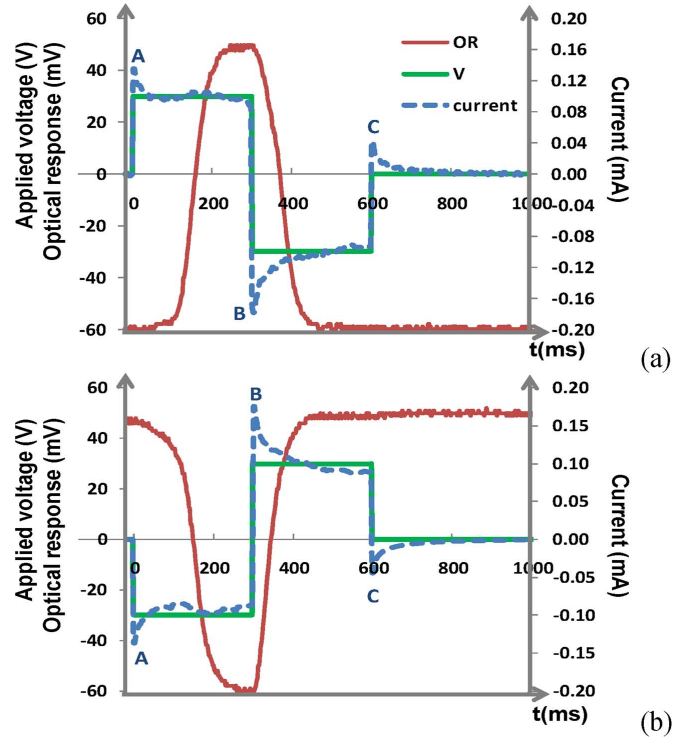 Applied voltage (V)
Optical response (mV)
60
40
20
0
-20
-40
-60
A
B
C
OR
V
current
0
200
400
600
800
1000
0.20
0.16
0.12
0.08
0.04
0.00
-0.04
-0.08
-0.12
-0.16
-0.20
Current (mA)
t(ms)
(a)
Applied voltage (V)
Optical response (mV)
60
40
20
0
-20
-40
-60
A
B
C
0
200
400
600
800
1000
0.20
0.15
0.10
0.05
0.00
-0.05
-0.10
-0.15
-0.20
Current (mA)
t(ms)
(b)